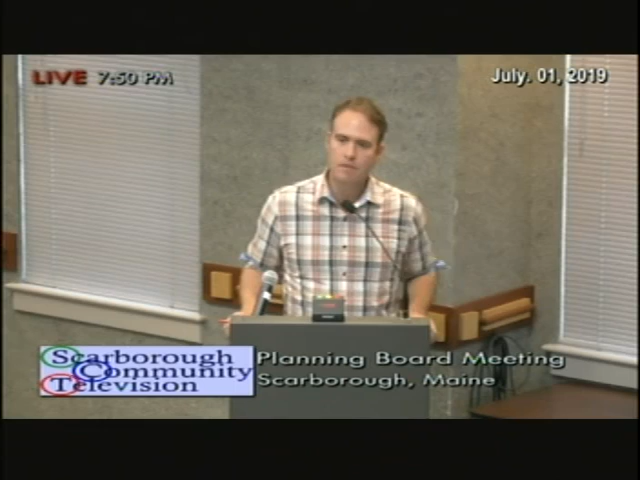 LIVE 7:50 PM
July. 01, 2019
Scarborough
Community
Television
Planning Board Meeting
Scarborough, Maine